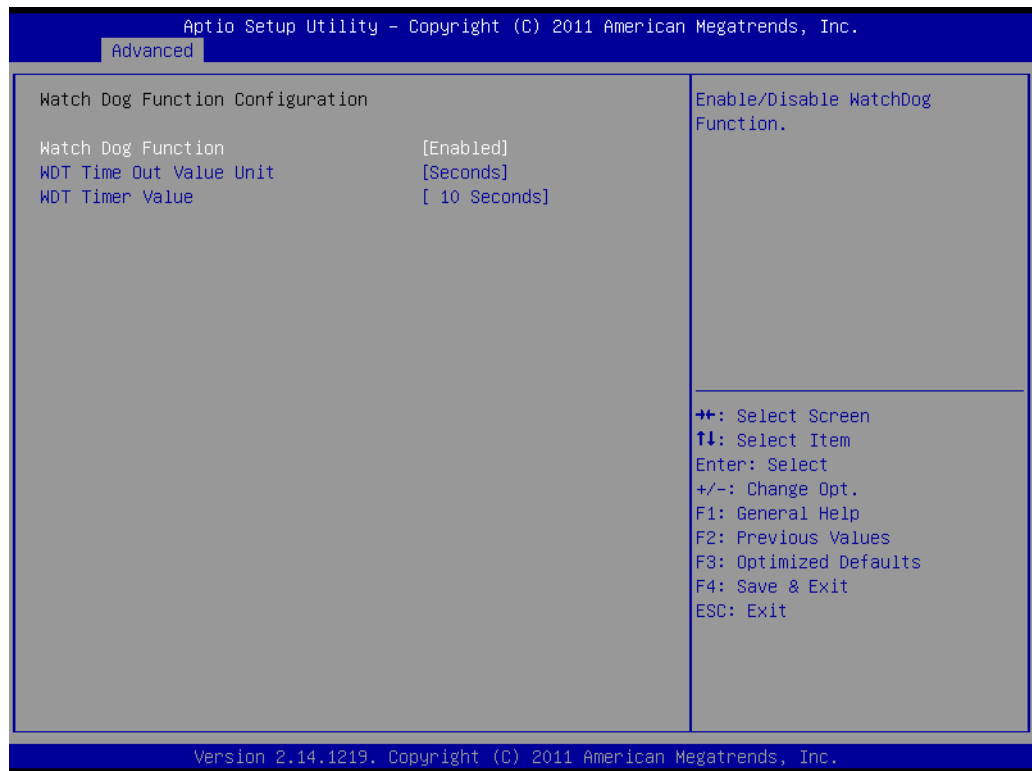 Aptio Setup Utility – Copyright (C) 2011 American Megatrends, Inc.
Advanced
Watch Dog Function Configuration
Watch Dog Function [Enabled]
WDT Time Out Value Unit [Seconds]
WDT Timer Value [ 10 Seconds]
Enable/Disable WatchDog
Function.
→←: Select Screen
↑↓: Select Item
Enter: Select
+/-: Change Opt.
F1: General Help
F2: Previous Values
F3: Optimized Defaults
F4: Save & Exit
ESC: Exit
Version 2.14.1219. Copyright (C) 2011 American Megatrends, Inc.